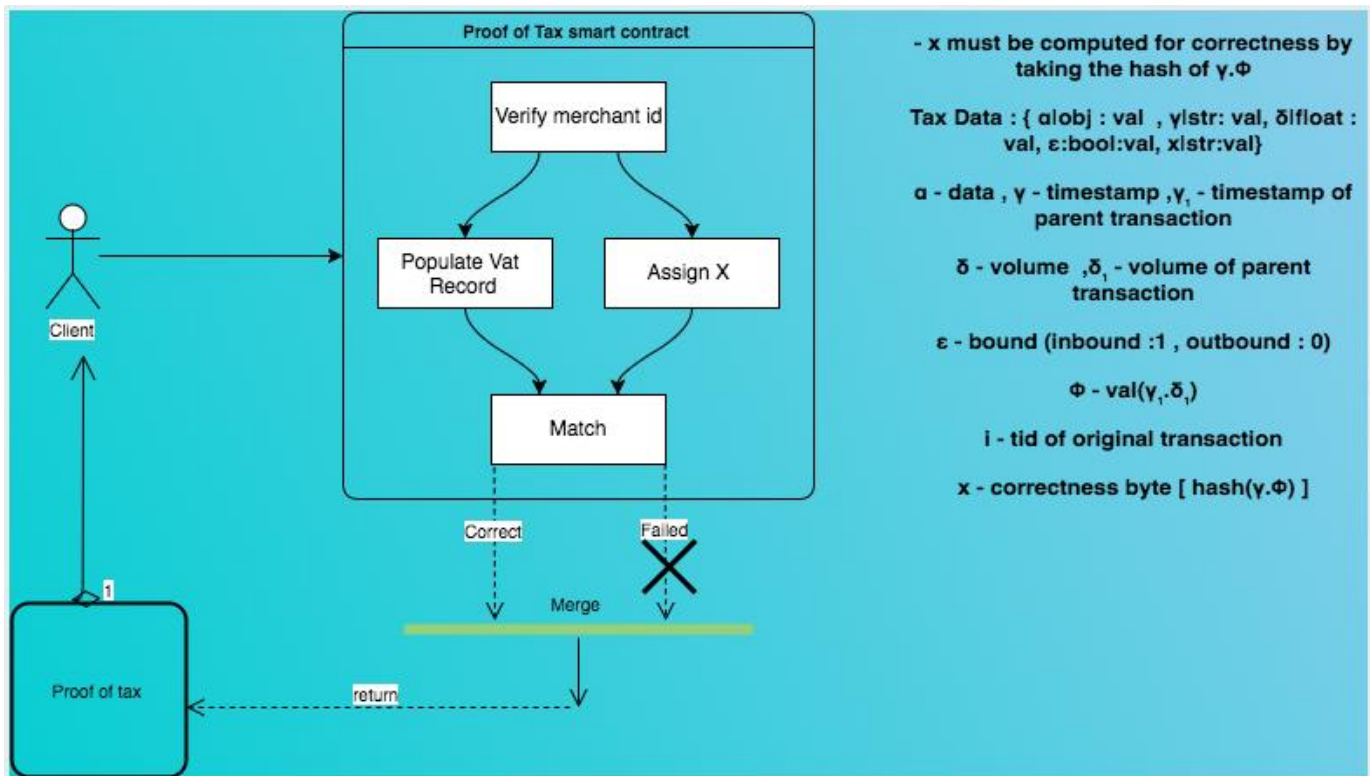 Proof of Tax smart contract
Verify merchant id
Populate Vat
Record
Assign X
Match
Client
Correct
Failed
Merge
1
Proof of tax
return
- x must be computed for correctness by
taking the hash of γ.Φ
Tax Data : { α|obj : val , γ|str: val, δ|float :
val, ε:bool:val, x|str:val}
α - data , γ - timestamp ,γ₁ - timestamp of
parent transaction
δ - volume ,δ₁ - volume of parent
transaction
ε - bound (inbound :1 , outbound : 0)
Φ - val(γ₁.δ₁)
i - tid of original transaction
x - correctness byte [ hash(γ.Φ) ]